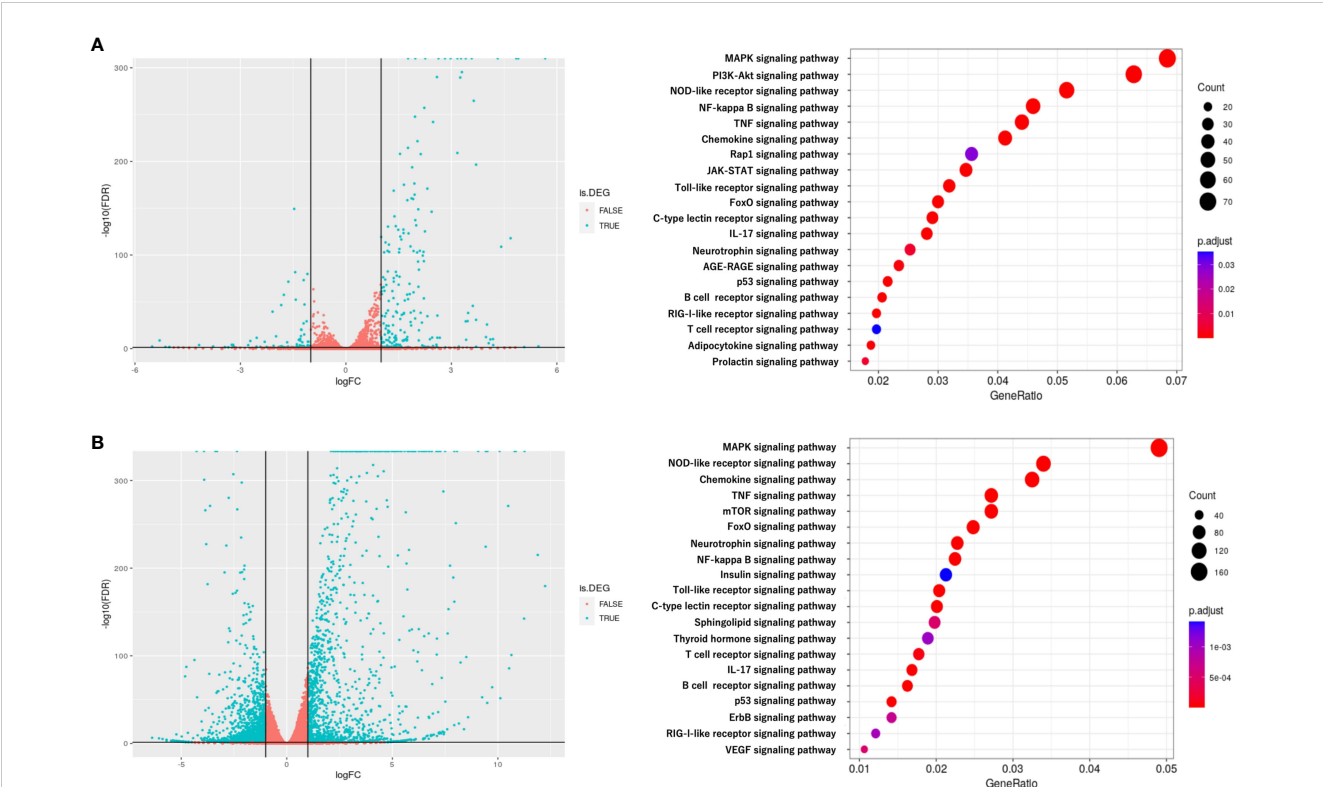 A
300
200
100
0
-log10(FDR)
-6
-3
0
3
6
logFC
is.DEG
FALSE
TRUE
MAPK signaling pathway
PI3K-Akt signaling pathway
NOD-like receptor signaling pathway
NF-kappa B signaling pathway
TNF signaling pathway
Chemokine signaling pathway
Rap1 signaling pathway
JAK-STAT signaling pathway
Toll-like receptor signaling pathway
FoxO signaling pathway
C-type lectin receptor signaling pathway
IL-17 signaling pathway
Neurotrophin signaling pathway
AGE-RAGE signaling pathway
p53 signaling pathway
B cell receptor signaling pathway
RIG-I-like receptor signaling pathway
T cell receptor signaling pathway
Adipocytokine signaling pathway
Prolactin signaling pathway
0.02
0.03
0.04
0.05
0.06
0.07
GeneRatio
Count
20
30
40
50
60
70
p.adjust
0.03
0.02
0.01
B
300
200
100
0
-log10(FDR)
-5
0
5
10
logFC
is.DEG
FALSE
TRUE
MAPK signaling pathway
NOD-like receptor signaling pathway
Chemokine signaling pathway
TNF signaling pathway
mTOR signaling pathway
FoxO signaling pathway
Neurotrophin signaling pathway
NF-kappa B signaling pathway
Insulin signaling pathway
Toll-like receptor signaling pathway
C-type lectin receptor signaling pathway
Sphingolipid signaling pathway
Thyroid hormone signaling pathway
T cell receptor signaling pathway
IL-17 signaling pathway
B cell receptor signaling pathway
p53 signaling pathway
ErbB signaling pathway
RIG-I-like receptor signaling pathway
VEGF signaling pathway
0.01
0.02
0.03
0.04
0.05
GeneRatio
Count
40
80
120
160
p.adjust
1e-03
5e-04